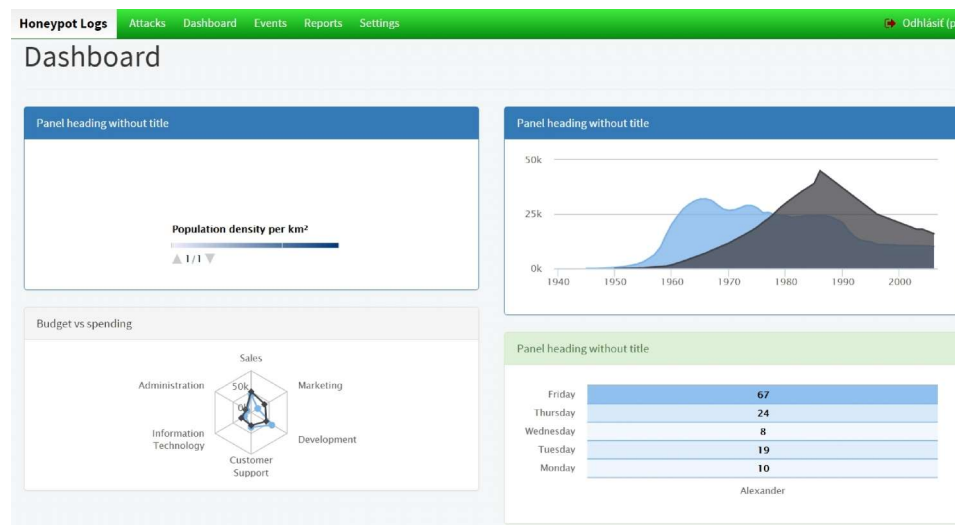 Honeypot Logs Attacks Dashboard Events Reports Settings Odhlásiť (p
Dashboard
Panel heading without title
Population density per km²
1/1
Panel heading without title
50k
25k
0k
1940 1950 1960 1970 1980 1990 2000
Budget vs spending
Sales
Administration 50k Marketing
0k
Information
Technology
Development
Customer
Support
Panel heading without title
Friday 67
Thursday 24
Wednesday 8
Tuesday 19
Monday 10
Alexander